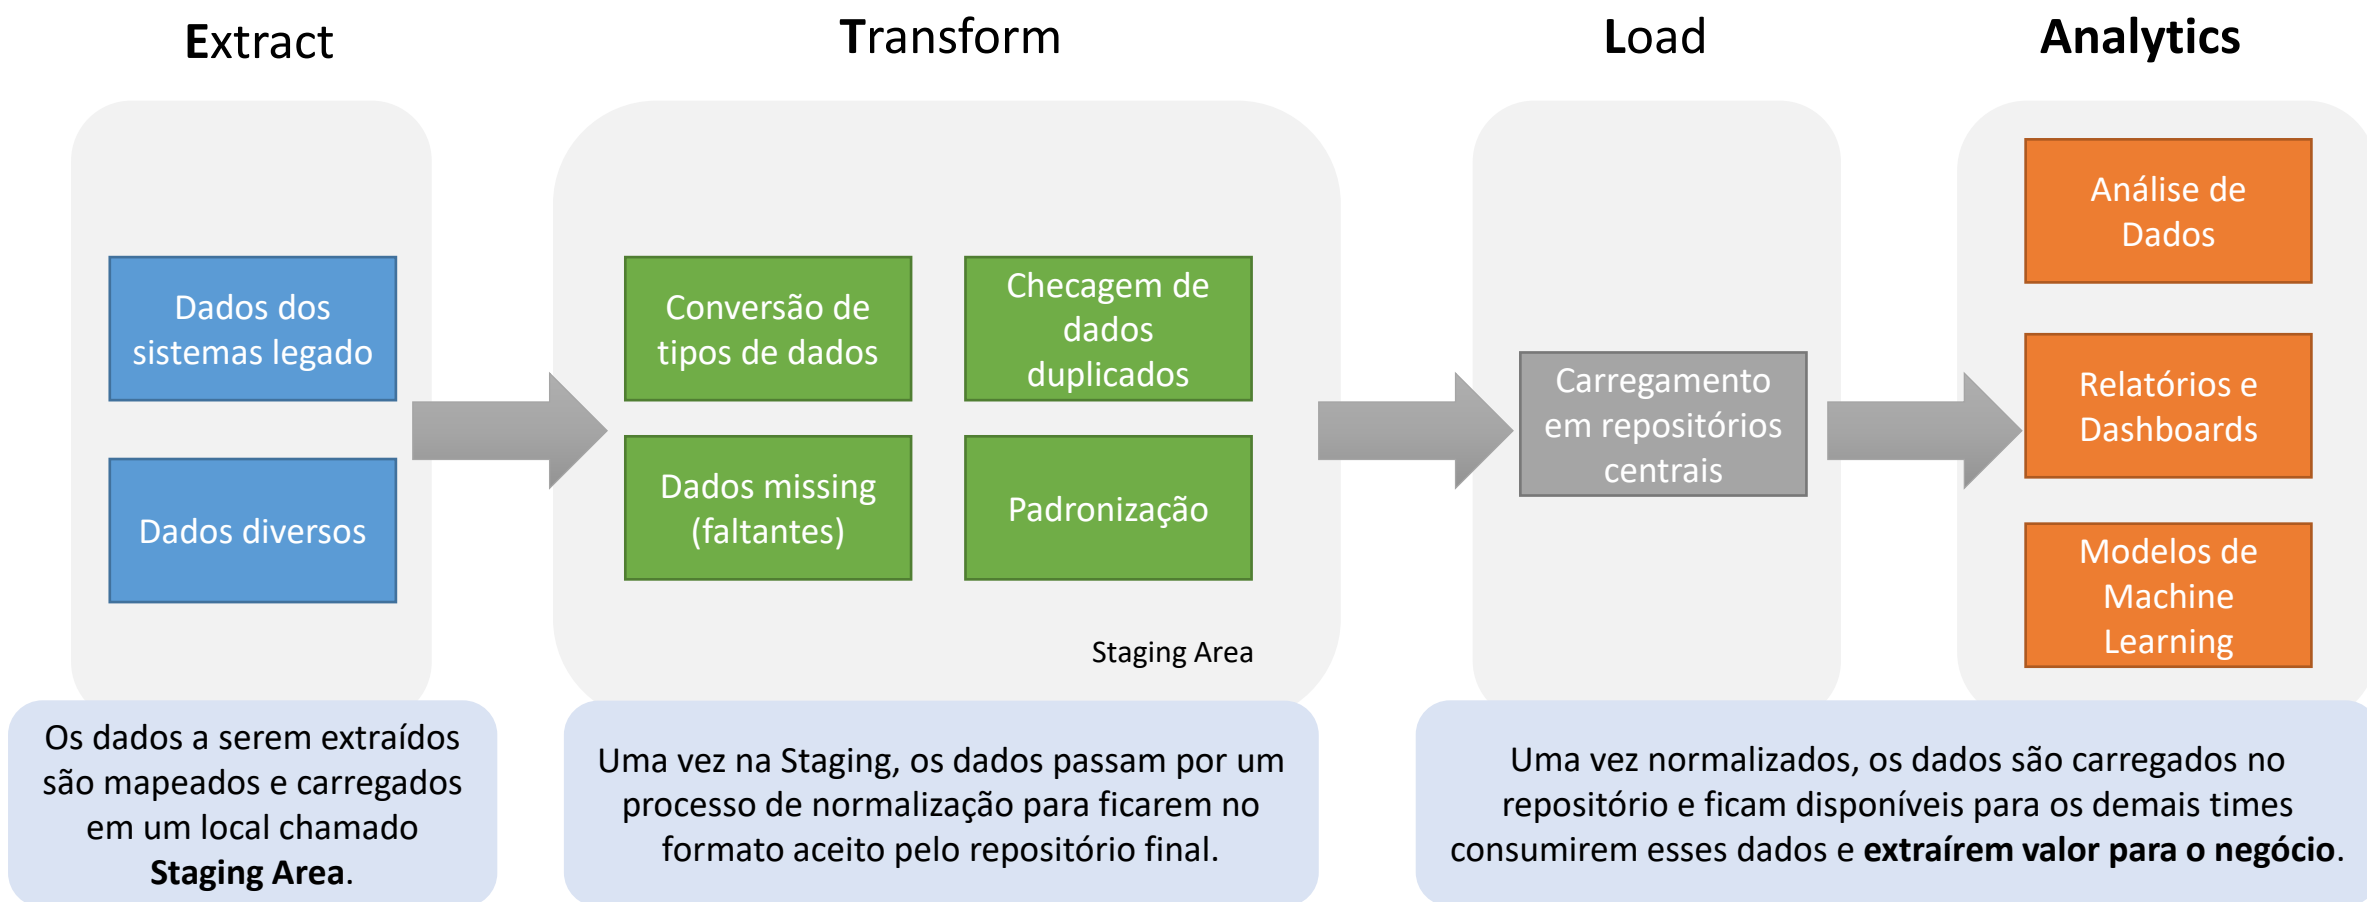 Extract
Transform
Load
Analytics
Dados dos
sistemas legado
Dados diversos
Conversão de
tipos de dados
Checagem de
dados
duplicados
Dados missing
(faltantes)
Padronização
Staging Area
Carregamento
em repositórios
centrais
Análise de
Dados
Relatórios e
Dashboards
Modelos de
Machine
Learning
Os dados a serem extraídos
são mapeados e carregados
em um local chamado
Staging Area.
Uma vez na Staging, os dados passam por um
processo de normalização para ficarem no
formato aceito pelo repositório final.
Uma vez normalizados, os dados são carregados no
repositório e ficam disponíveis para os demais times
consumirem esses dados e extraírem valor para o negócio.